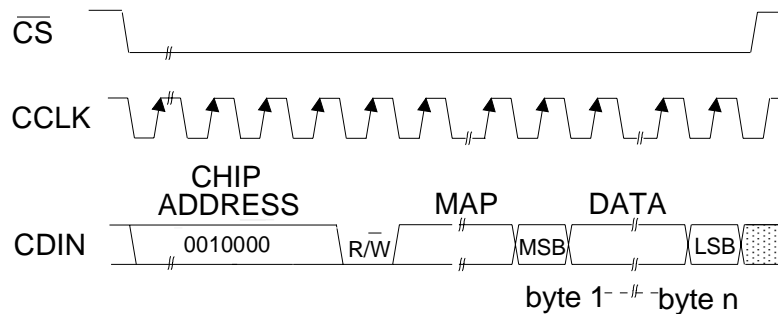 CS
CCLK
CHIP
ADDRESS
MAP
DATA
CDIN
0010000
R/W
MSB
LSB
byte 1
byte n